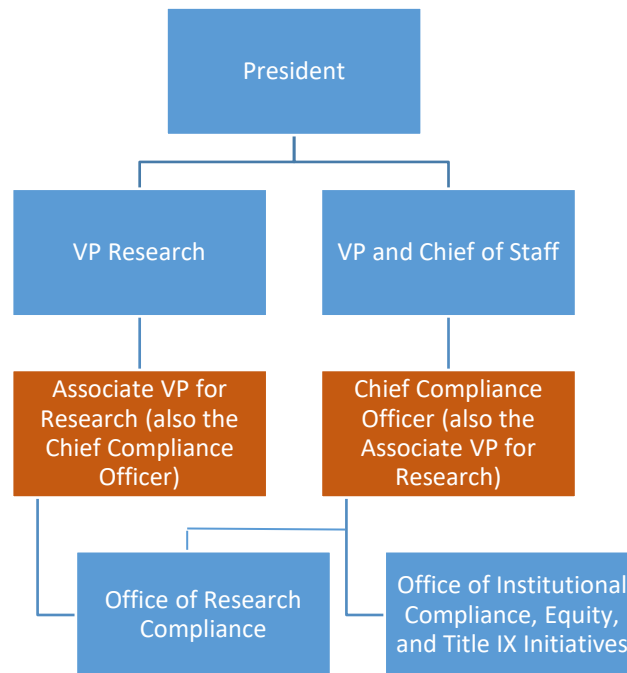 President
VP Research
VP and Chief of Staff
Associate VP for
Research (also the
Chief Compliance
Officer)
Chief Compliance
Officer (also the
Associate VP for
Research)
Office of Research
Compliance
Office of Institutional
Compliance, Equity,
and Title IX Initiatives